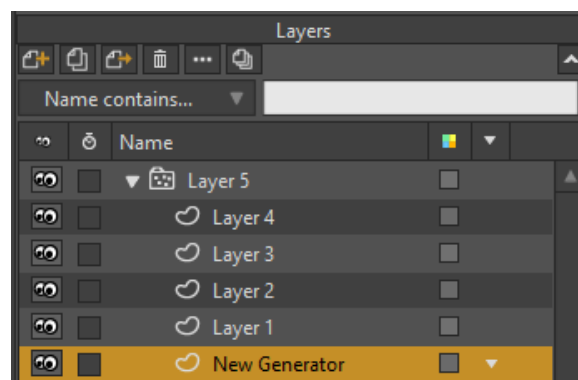 Layers
Name contains...
Name
Layer 5
Layer 4
Layer 3
Layer 2
Layer 1
New Generator